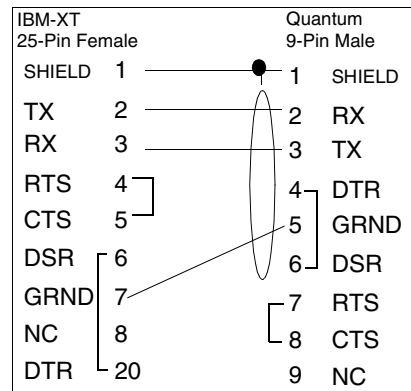 IBM-XT Quantum
25-Pin Female 9-Pin Male
SHIELD 1 1 SHIELD
TX 2 2 RX
RX 3 3 TX
RTS 4 4 DTR
CTS 5 5 GRND
DSR 6 6 DSR
GRND 7 7 RTS
NC 8 8 CTS
DTR 20 9 NC